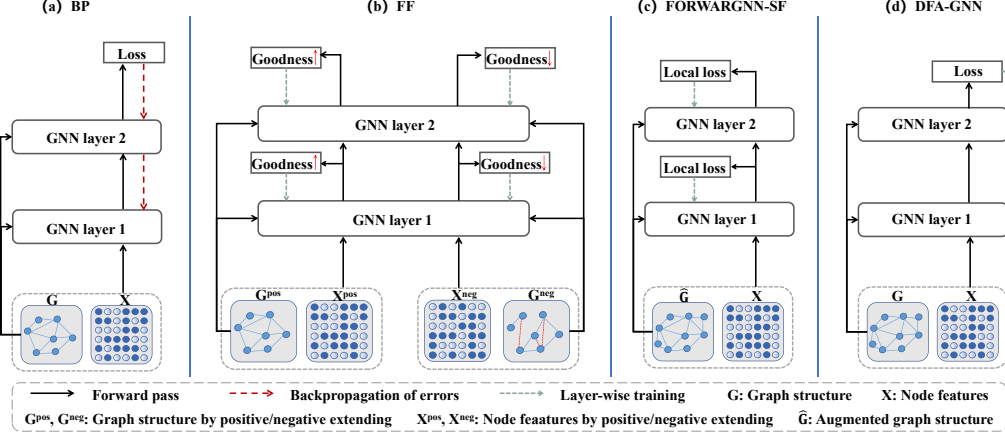 (a) BP
Loss
GNN layer 2
GNN layer 1
G X
(b) FF
Goodness↑ Goodness↓
GNN layer 2
Goodness↑ Goodness↓
GNN layer 1
Gᵖᵒˢ Xᵖᵒˢ Xⁿᵉᵍ Gⁿᵉᵍ
(c) FORWARGNN-SF
Local loss
GNN layer 2
Local loss
GNN layer 1
Ĝ X
(d) DFA-GNN
Loss
GNN layer 2
GNN layer 1
G X
Forward pass Backpropagation of errors Layer-wise training G: Graph structure X: Node features
Gᵖᵒˢ, Gⁿᵉᵍ: Graph structure by positive/negative extending Xᵖᵒˢ, Xⁿᵉᵍ: Node feaatures by positive/negative extending Ĝ: Augmented graph structure